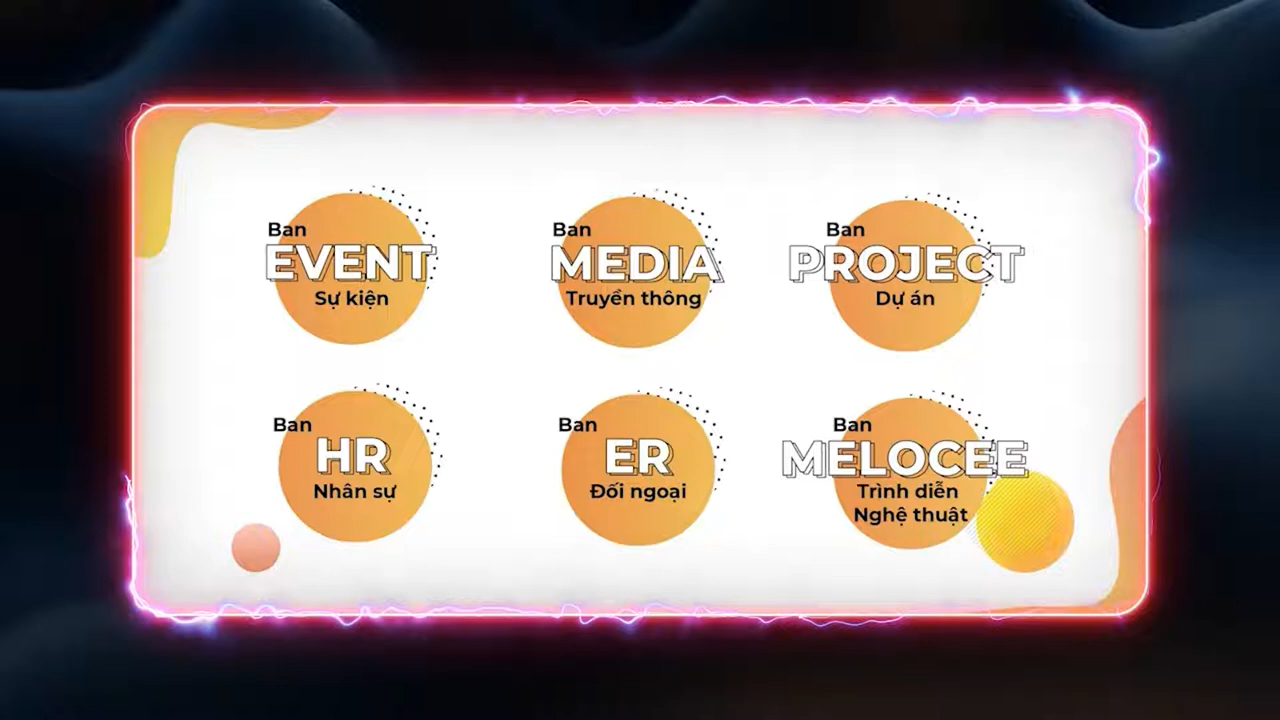 Ban
EVENT
Sự kiện
Ban
MEDIA
Truyền thông
Ban
PROJECT
Dự án
Ban
HR
Nhân sự
Ban
ER
Đối ngoại
Ban
MELOCEE
Trình diễn
Nghệ thuật